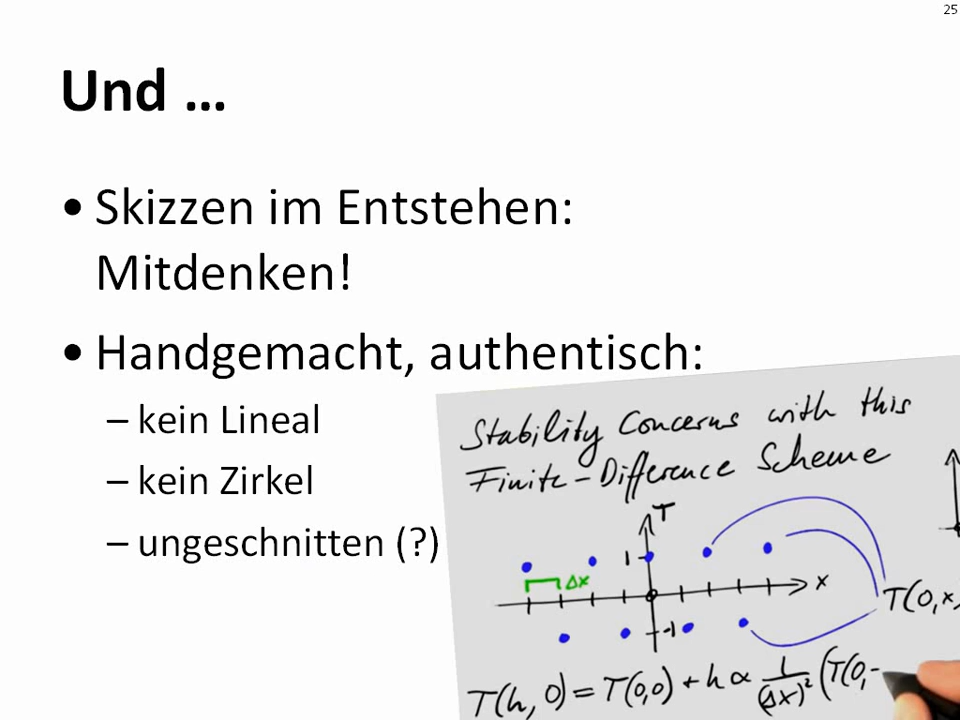 25
Und …
• Skizzen im Entstehen:
Mitdenken!
• Handgemacht, authentisch:
– kein Lineal
– kein Zirkel
– ungeschnitten (?)
Stability Concerns with this
Finite-Difference Scheme
T
1
Δx
x
T(0,x
-1
T(h,0) = T(0,0) + h α 1/(Δx)² (T(0,-